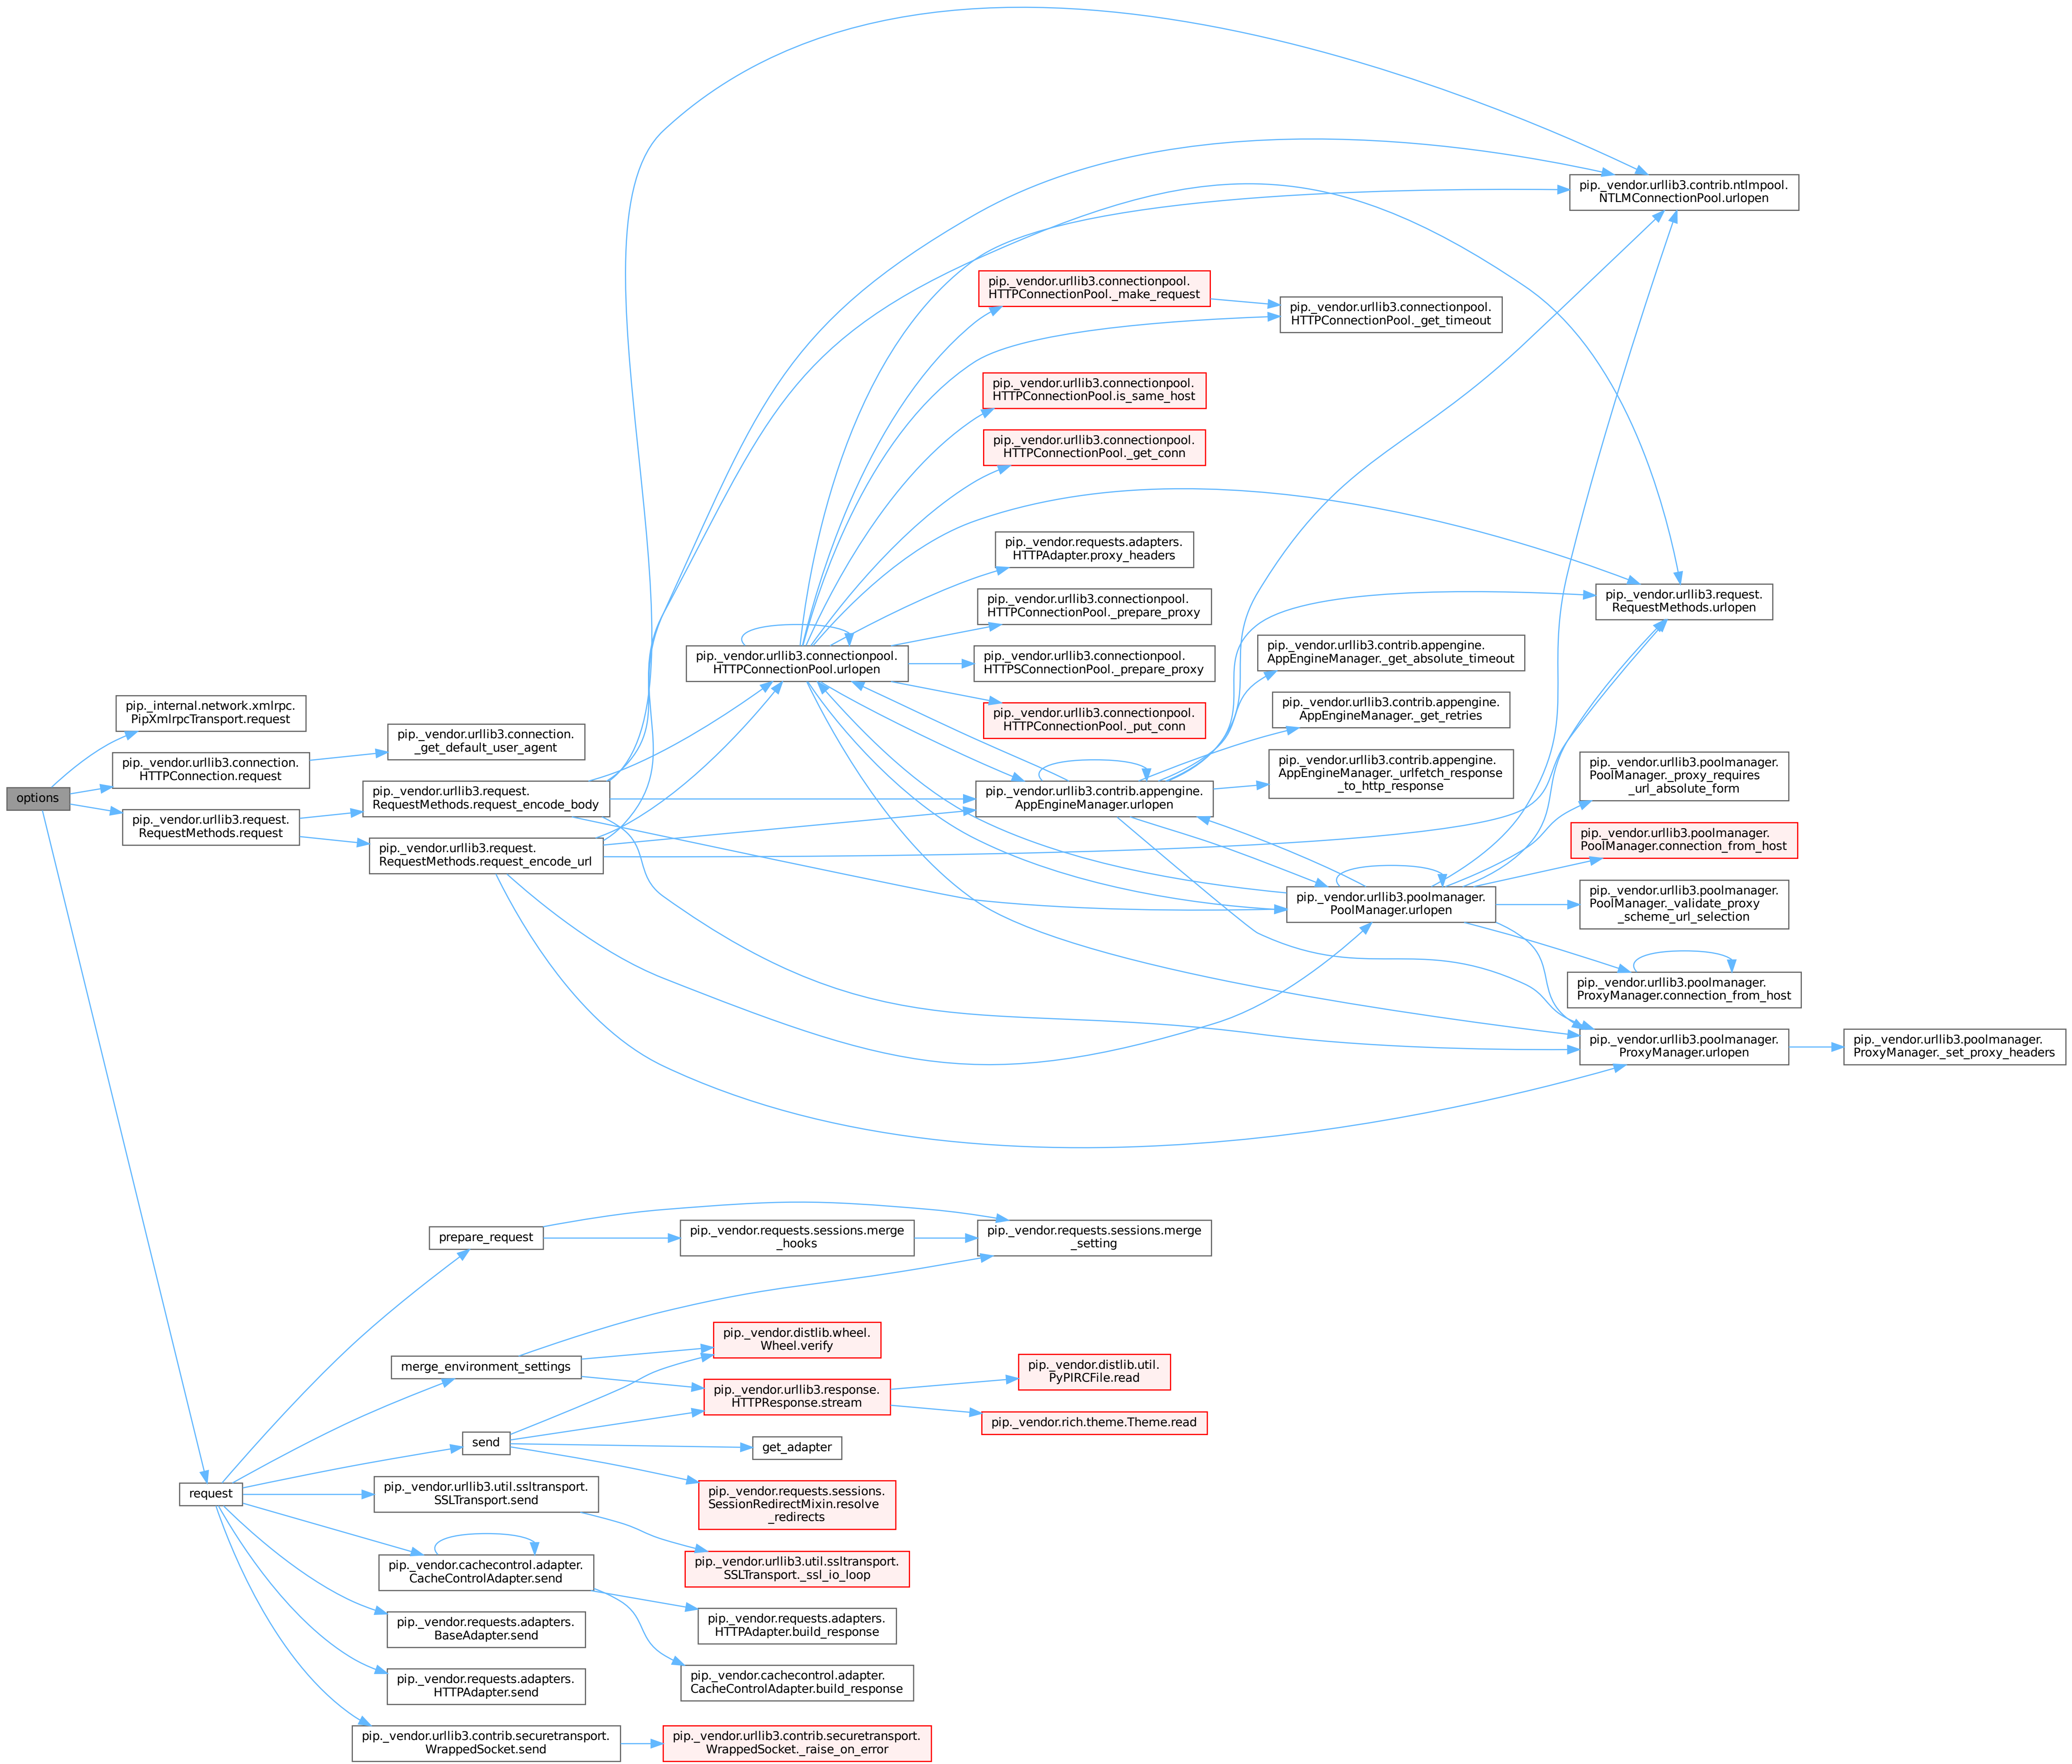 options
pip._internal.network.xmlrpc.
PipXmlrpcTransport.request
pip._vendor.urllib3.connection.
HTTPConnection.request
pip._vendor.urllib3.request.
RequestMethods.request
request
pip._vendor.urllib3.connection.
_get_default_user_agent
pip._vendor.urllib3.request.
RequestMethods.request_encode_body
pip._vendor.urllib3.request.
RequestMethods.request_encode_url
pip._vendor.urllib3.connectionpool.
HTTPConnectionPool.urlopen
pip._vendor.urllib3.connectionpool.
HTTPConnectionPool._make_request
pip._vendor.urllib3.connectionpool.
HTTPConnectionPool.is_same_host
pip._vendor.urllib3.connectionpool.
HTTPConnectionPool._get_conn
pip._vendor.requests.adapters.
HTTPAdapter.proxy_headers
pip._vendor.urllib3.connectionpool.
HTTPConnectionPool._prepare_proxy
pip._vendor.urllib3.connectionpool.
HTTPSConnectionPool._prepare_proxy
pip._vendor.urllib3.connectionpool.
HTTPConnectionPool._put_conn
pip._vendor.urllib3.contrib.appengine.
AppEngineManager.urlopen
pip._vendor.urllib3.connectionpool.
HTTPConnectionPool._get_timeout
pip._vendor.urllib3.contrib.appengine.
AppEngineManager._get_absolute_timeout
pip._vendor.urllib3.contrib.appengine.
AppEngineManager._get_retries
pip._vendor.urllib3.contrib.appengine.
AppEngineManager._urlfetch_response
_to_http_response
pip._vendor.urllib3.poolmanager.
PoolManager.urlopen
pip._vendor.urllib3.contrib.ntlmpool.
NTLMConnectionPool.urlopen
pip._vendor.urllib3.request.
RequestMethods.urlopen
pip._vendor.urllib3.poolmanager.
PoolManager._proxy_requires
_url_absolute_form
pip._vendor.urllib3.poolmanager.
PoolManager.connection_from_host
pip._vendor.urllib3.poolmanager.
PoolManager._validate_proxy
_scheme_url_selection
pip._vendor.urllib3.poolmanager.
ProxyManager.connection_from_host
pip._vendor.urllib3.poolmanager.
ProxyManager.urlopen
pip._vendor.urllib3.poolmanager.
ProxyManager._set_proxy_headers
prepare_request
pip._vendor.requests.sessions.merge
_hooks
pip._vendor.requests.sessions.merge
_setting
merge_environment_settings
pip._vendor.distlib.wheel.
Wheel.verify
pip._vendor.urllib3.response.
HTTPResponse.stream
pip._vendor.distlib.util.
PyPIRCFile.read
pip._vendor.rich.theme.Theme.read
send
get_adapter
pip._vendor.requests.sessions.
SessionRedirectMixin.resolve
_redirects
pip._vendor.urllib3.util.ssltransport.
SSLTransport.send
pip._vendor.urllib3.util.ssltransport.
SSLTransport._ssl_io_loop
pip._vendor.cachecontrol.adapter.
CacheControlAdapter.send
pip._vendor.requests.adapters.
HTTPAdapter.build_response
pip._vendor.cachecontrol.adapter.
CacheControlAdapter.build_response
pip._vendor.requests.adapters.
BaseAdapter.send
pip._vendor.requests.adapters.
HTTPAdapter.send
pip._vendor.urllib3.contrib.securetransport.
WrappedSocket.send
pip._vendor.urllib3.contrib.securetransport.
WrappedSocket._raise_on_error